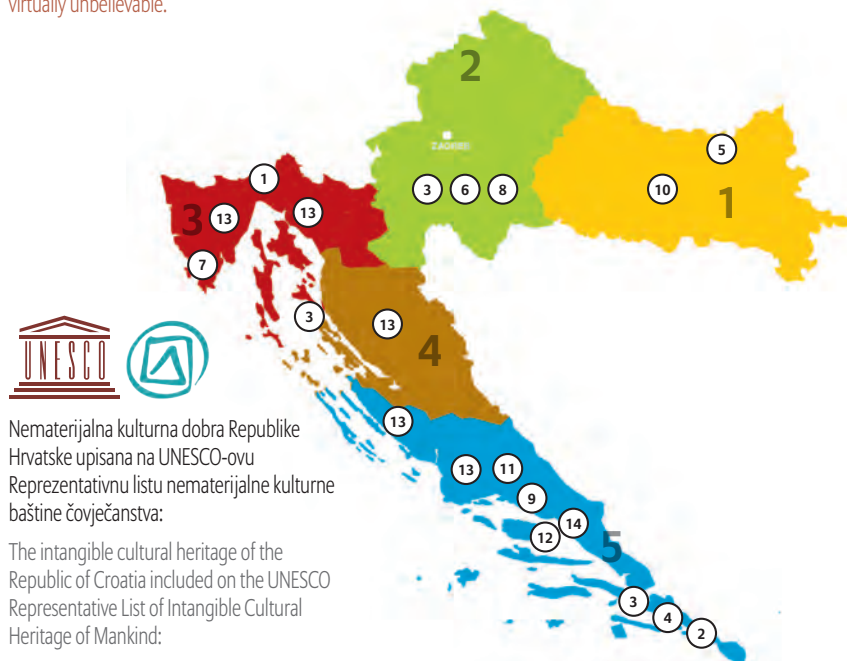 virtually unbelievable.
2
ZAGREB
5
1
3
6
8
10
1
13
3
13
7
3
13
4
UNESCO
13
Nematerijalna kulturna dobra Republike
Hrvatske upisana na UNESCO-ovu
Reprezentativnu listu nematerijalne kulturne
baštine čovječanstva:
13
11
9
14
12
5
The intangible cultural heritage of the
Republic of Croatia included on the UNESCO
Representative List of Intangible Cultural
Heritage of Mankind:
3
4
2